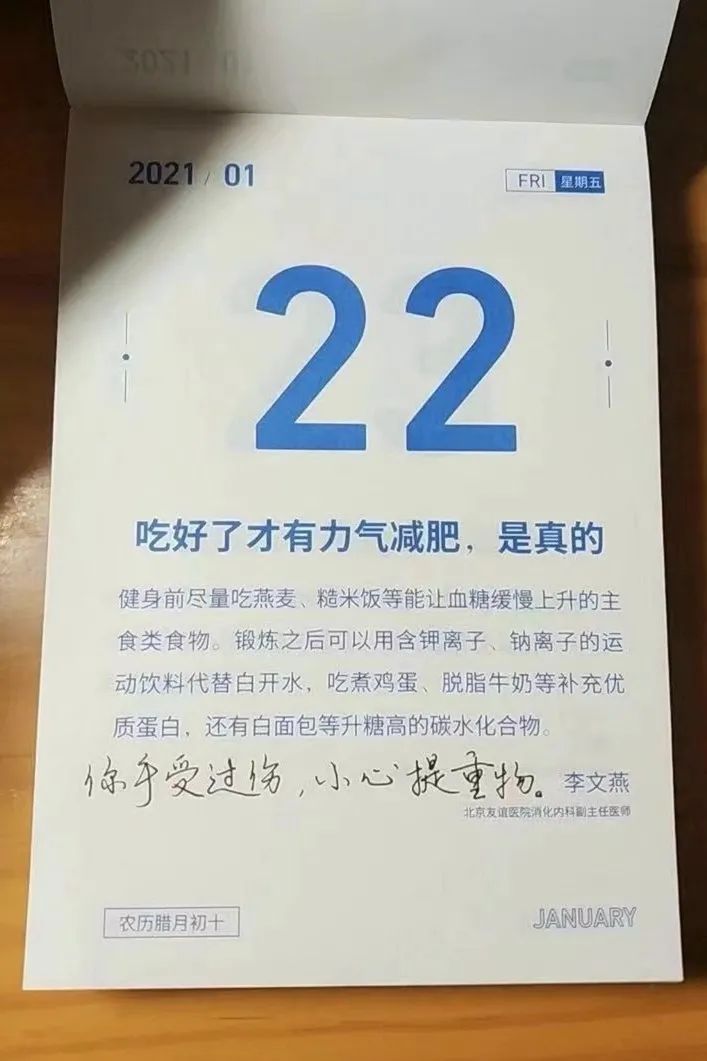 2021 / 01
FRI 星期五
22
吃好了才有力气减肥，是真的
健身前尽量吃燕麦、糙米饭等能让血糖缓慢上升的主
食类食物。锻炼之后可以用含钾离子、钠离子的运
动饮料代替白开水，吃煮鸡蛋、脱脂牛奶等补充优
质蛋白，还有白面包等升糖高的碳水化合物。
你手受过伤，小心提重物。 李文燕
北京友谊医院消化内科副主任医师
农历腊月初十
JANUARY